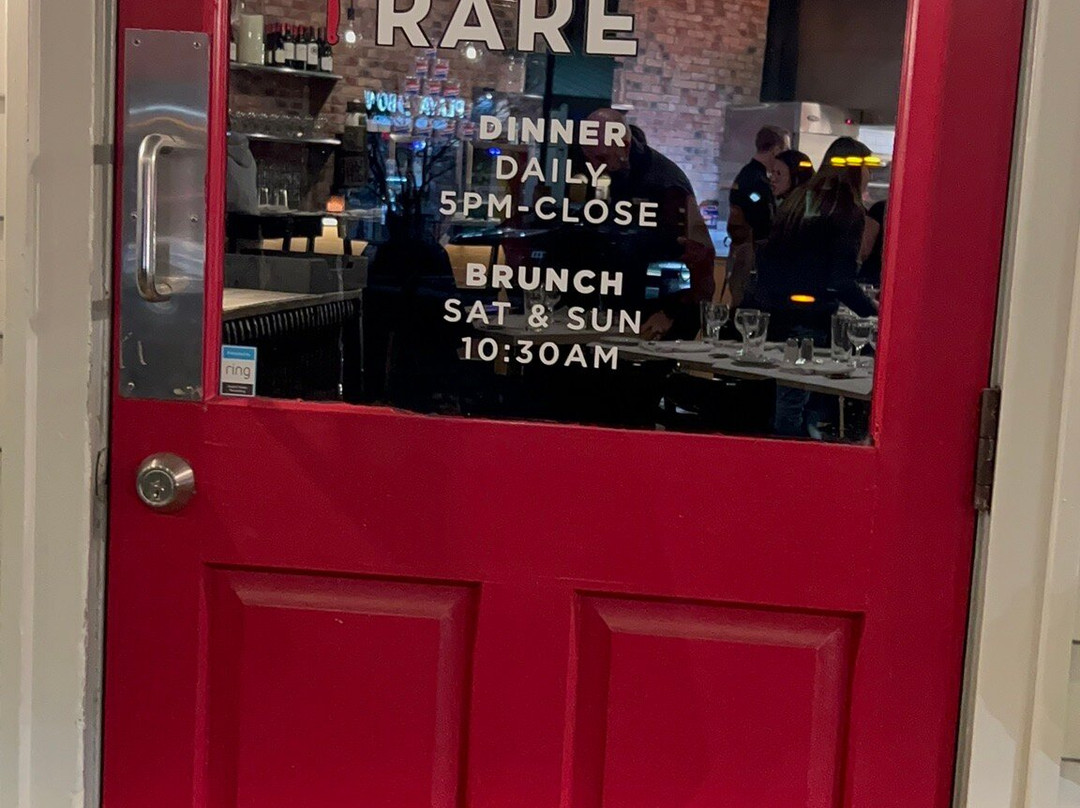 RARE
DINNER
DAILY
5PM-CLOSE
BRUNCH
SAT & SUN
10:30AM
ring